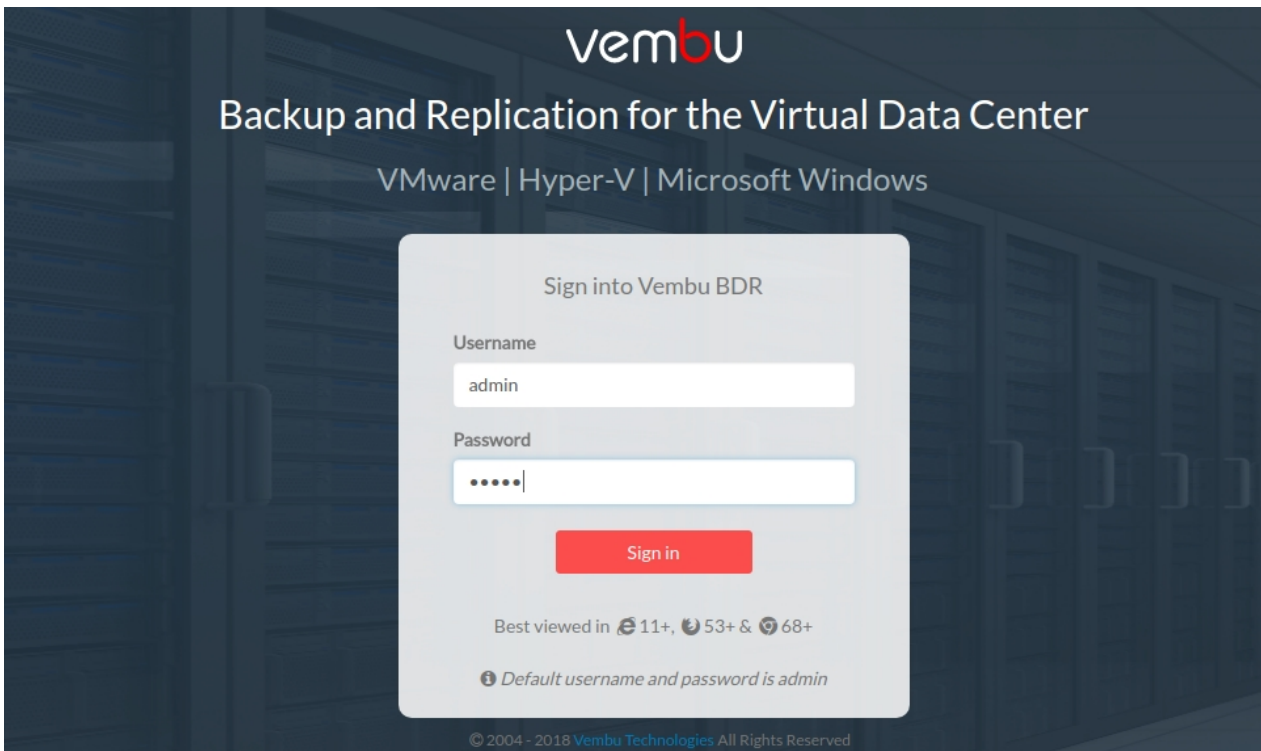 vembu
Backup and Replication for the Virtual Data Center
VMware | Hyper-V | Microsoft Windows
Sign into Vembu BDR
Username
admin
Password
•••••
Sign in
Best viewed in 11+, 53+ & 68+
Default username and password is admin
© 2004 - 2018 Vembu Technologies All Rights Reserved